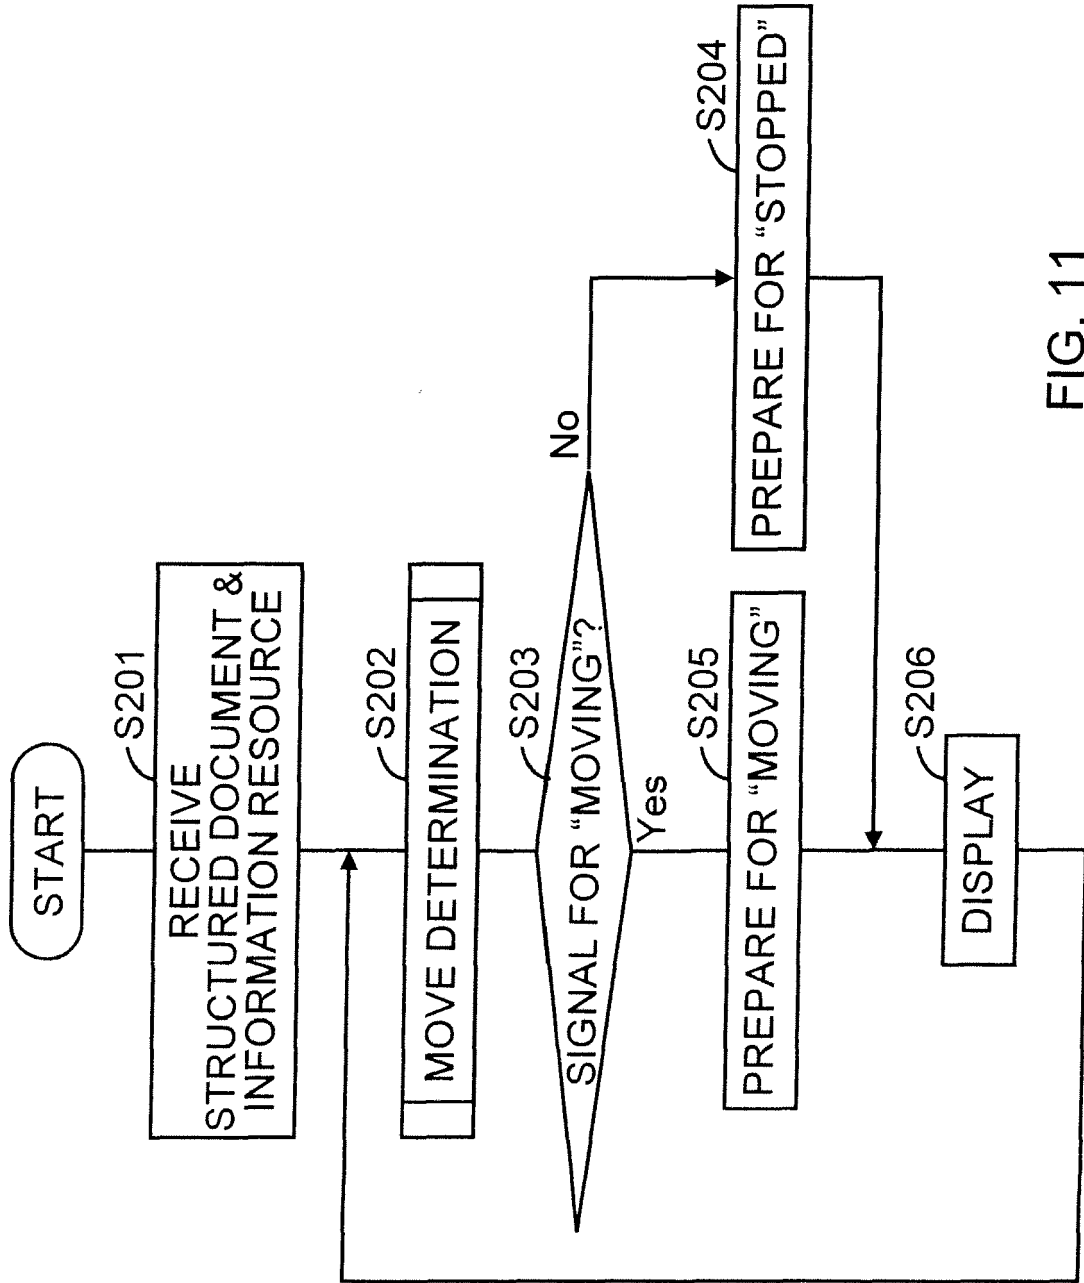 START
S201
RECEIVE
STRUCTURED DOCUMENT &
INFORMATION RESOURCE
S202
MOVE DETERMINATION
S203
SIGNAL FOR “MOVING”?
No
Yes
S204
PREPARE FOR “STOPPED”
S205
PREPARE FOR “MOVING”
S206
DISPLAY
FIG. 11